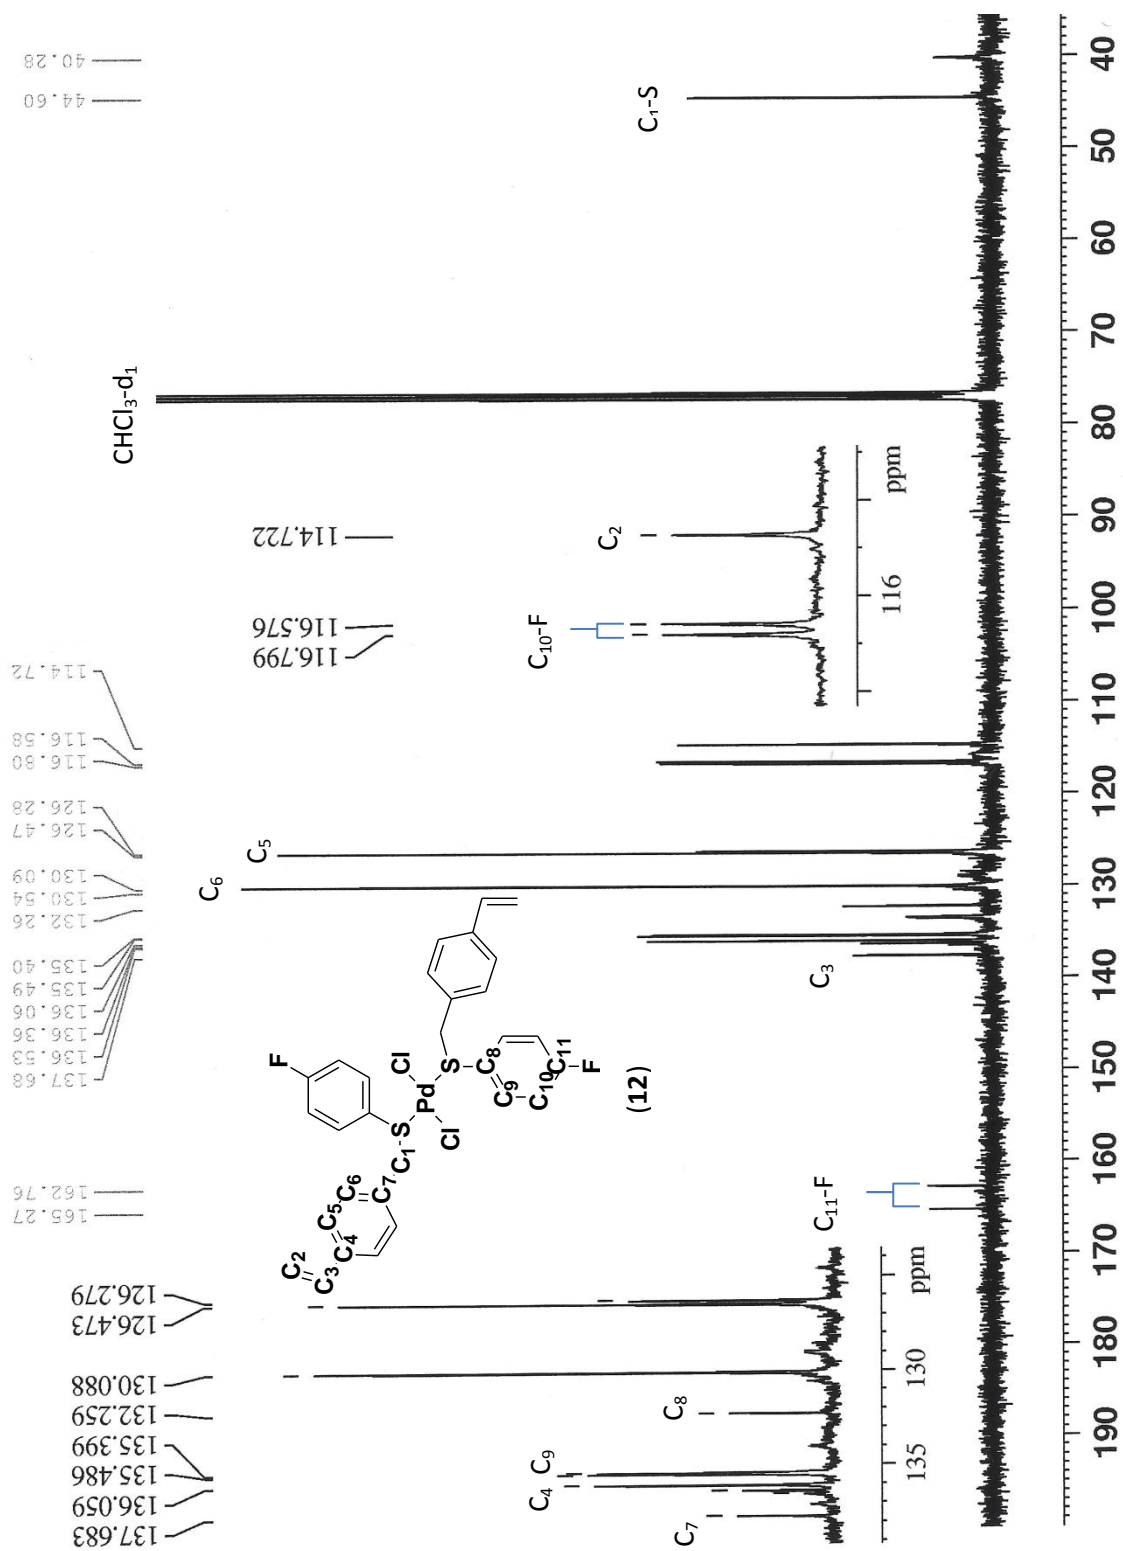 40.28
44.60
114.72
116.58
116.80
126.28
126.47
130.09
130.54
132.26
135.40
135.49
136.06
136.36
136.53
137.68
162.76
165.27
CHCl₃-d₁
C₁-S
114.722
116.576
116.799
C₂
C₁₀-F
116
ppm
C₅
C₆
C₃
C₁₁-F
126.279
126.473
130.088
132.259
135.399
135.486
136.059
137.683
C₈
C₉
C₄
C₇
135
130
ppm
F
Cl
S
Pd
S
Cl
C₁
C₂
C₃
C₄
C₅
C₆
C₇
C8
C9
C10
C11
F
(12)
190
180
170
160
150
140
130
120
110
100
90
80
70
60
50
40